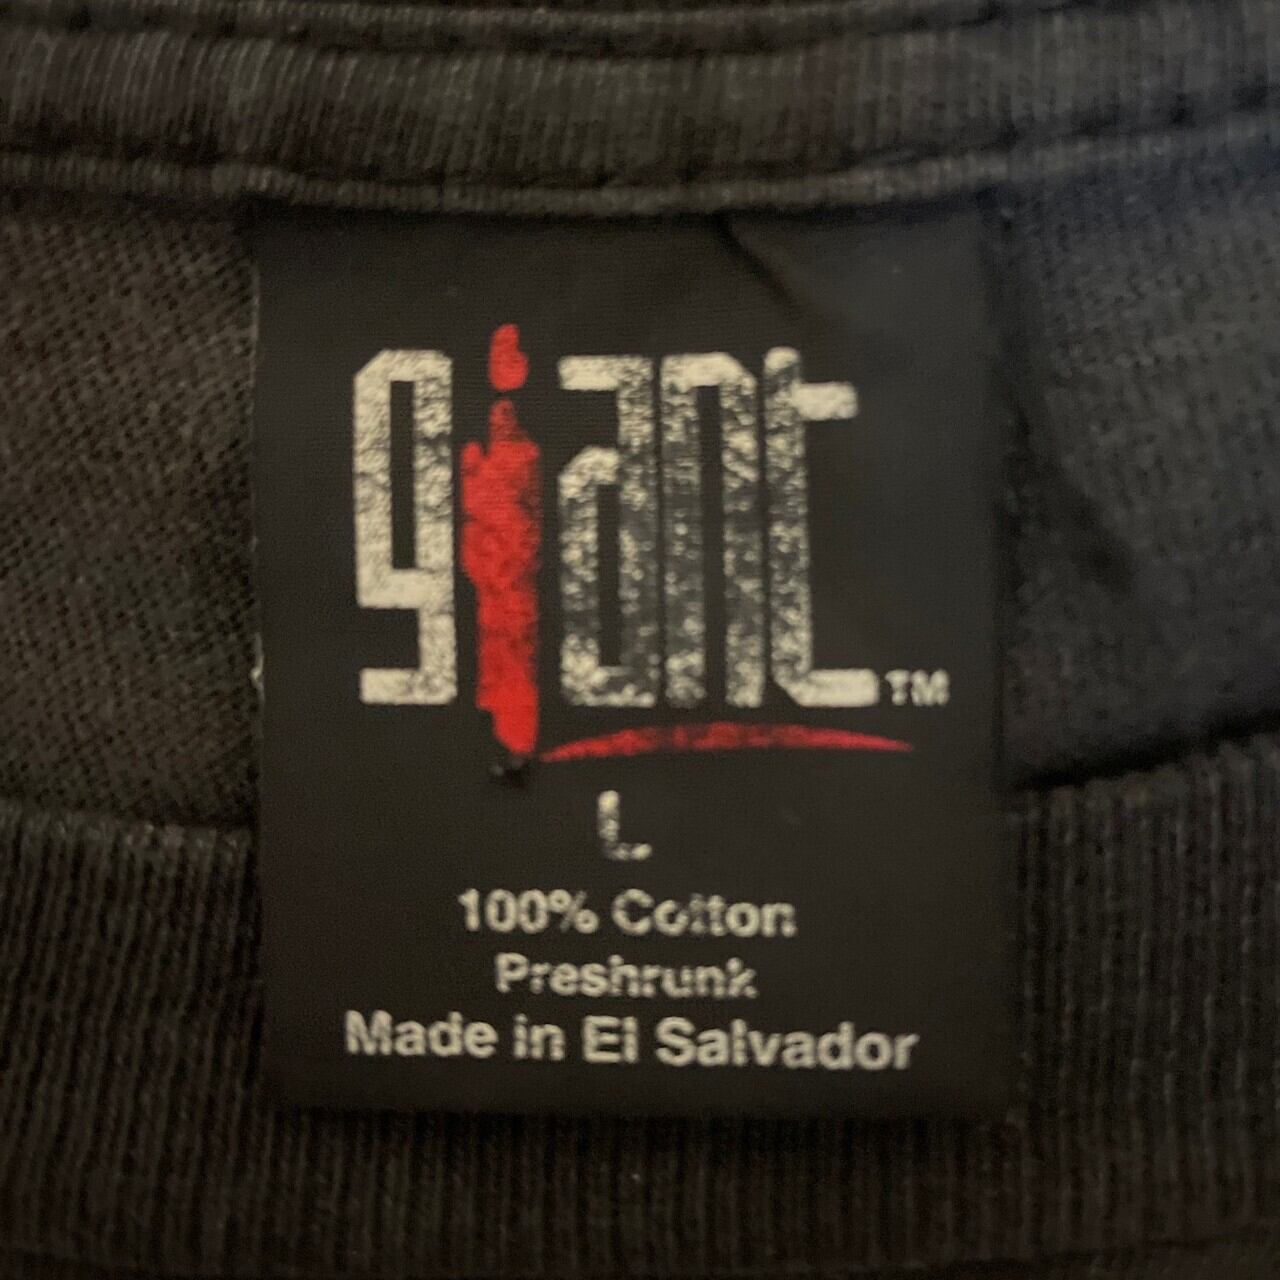 giant™
L
100% Cotton
Preshrunk
Made in El Salvador